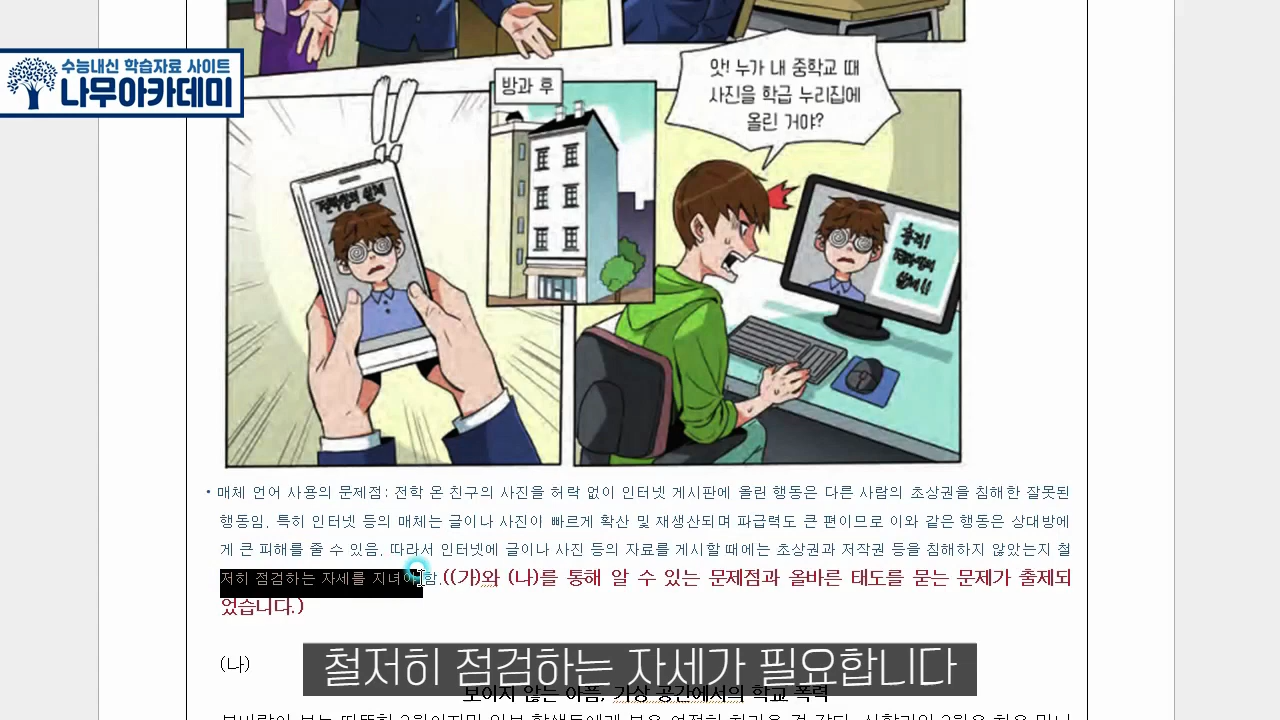 수능내신 학습자료 사이트
나무아카데미
방과 후
앗! 누가 내 중학교 때
사진을 학급 누리집에
올린 거야?
!!
충격!
• 매체 언어 사용의 문제점: 전학 온 친구의 사진을 허락 없이 인터넷 게시판에 올린 행동은 다른 사람의 초상권을 침해한 잘못된
행동임. 특히 인터넷 등의 매체는 글이나 사진이 빠르게 확산 및 재생산되며 파급력도 큰 편이므로 이와 같은 행동은 상대방에
게 큰 피해를 줄 수 있음. 따라서 인터넷에 글이나 사진 등의 자료를 게시할 때에는 초상권과 저작권 등을 침해하지 않았는지 철
저히 점검하는 자세를 지녀야 함.((가)와 (나)를 통해 알 수 있는 문제점과 올바른 태도를 묻는 문제가 출제되
었습니다.)
(나)
철저히 점검하는 자세가 필요합니다
보이지 않는 아픔, 가상 공간에서의 학교 폭력